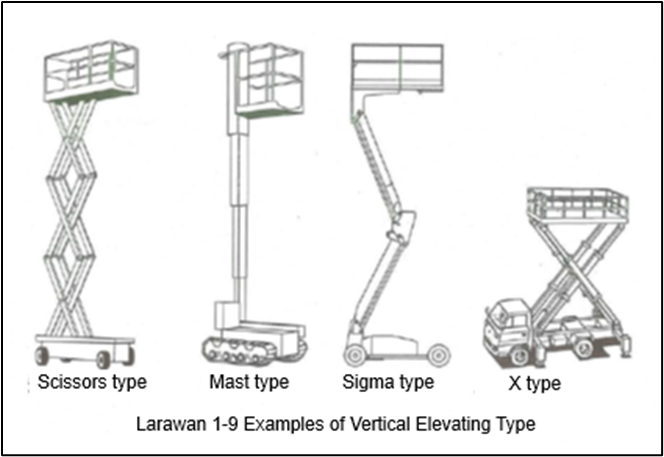 Scissors type
Mast type
Sigma type
X type
Larawan 1-9 Examples of Vertical Elevating Type